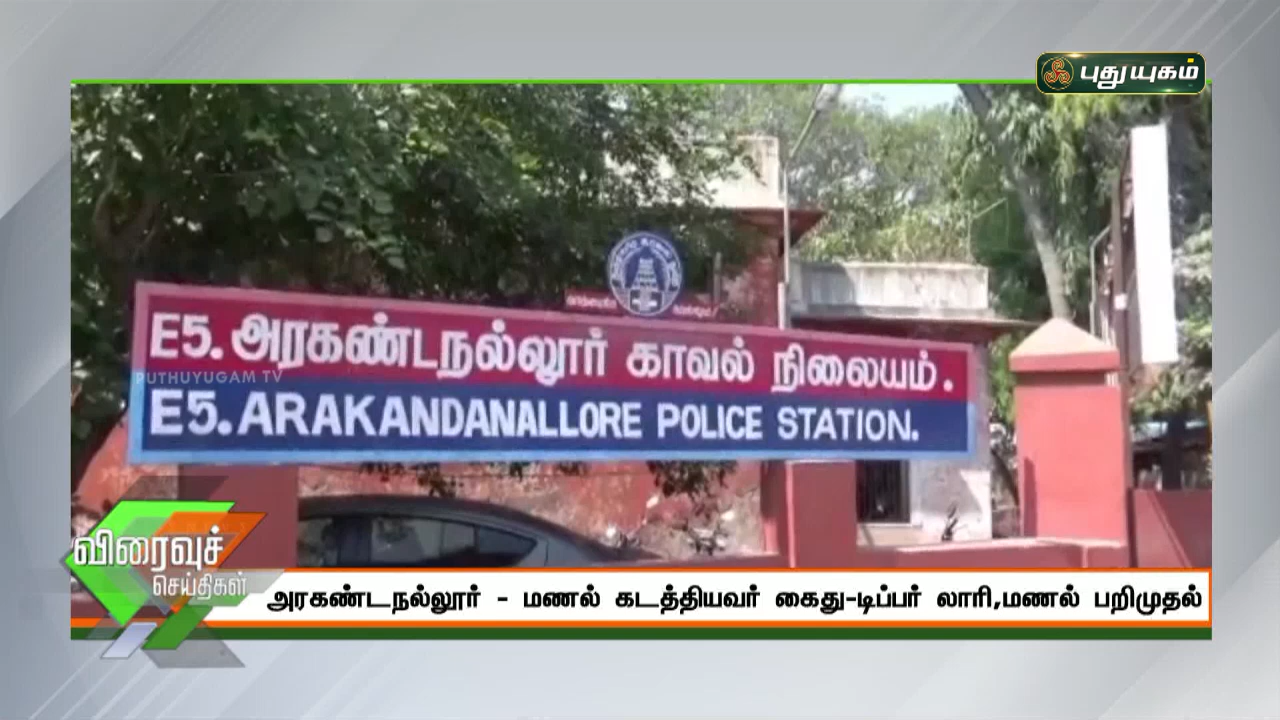 புதுயுகம்
E5.அரகண்டநல்லூர் காவல் நிலையம்.
PUTHUYUGAM TV
E5.ARAKANDANALLORE POLICE STATION.
விரைவுச்
செய்திகள்
அரகண்டநல்லூர் - மணல் கடத்தியவர் கைது-டிப்பர் லாரி,மணல் பறிமுதல்